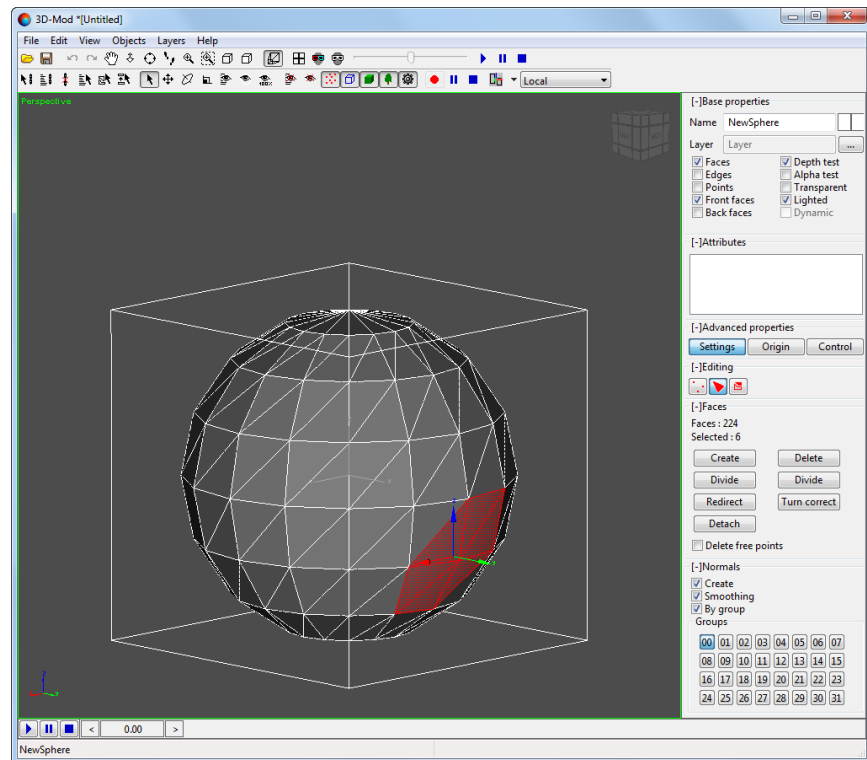 3D-Mod *[Untitled]
File Edit View Objects Layers Help
Local
Perspective
[-]Base properties
Name NewSphere
Layer Layer ...
Faces Depth test
Edges Alpha test
Points Transparent
Front faces Lighted
Back faces Dynamic
[-]Attributes
[-]Advanced properties
Settings Origin Control
[-]Editing
[-]Faces
Faces : 224
Selected : 6
Create Delete
Divide Divide
Redirect Turn correct
Detach
Delete free points
[-]Normals
Create
Smoothing
By group
Groups
00 01 02 03 04 05 06 07
08 09 10 11 12 13 14 15
16 17 18 19 20 21 22 23
24 25 26 27 28 29 30 31
< 0.00 >
NewSphere